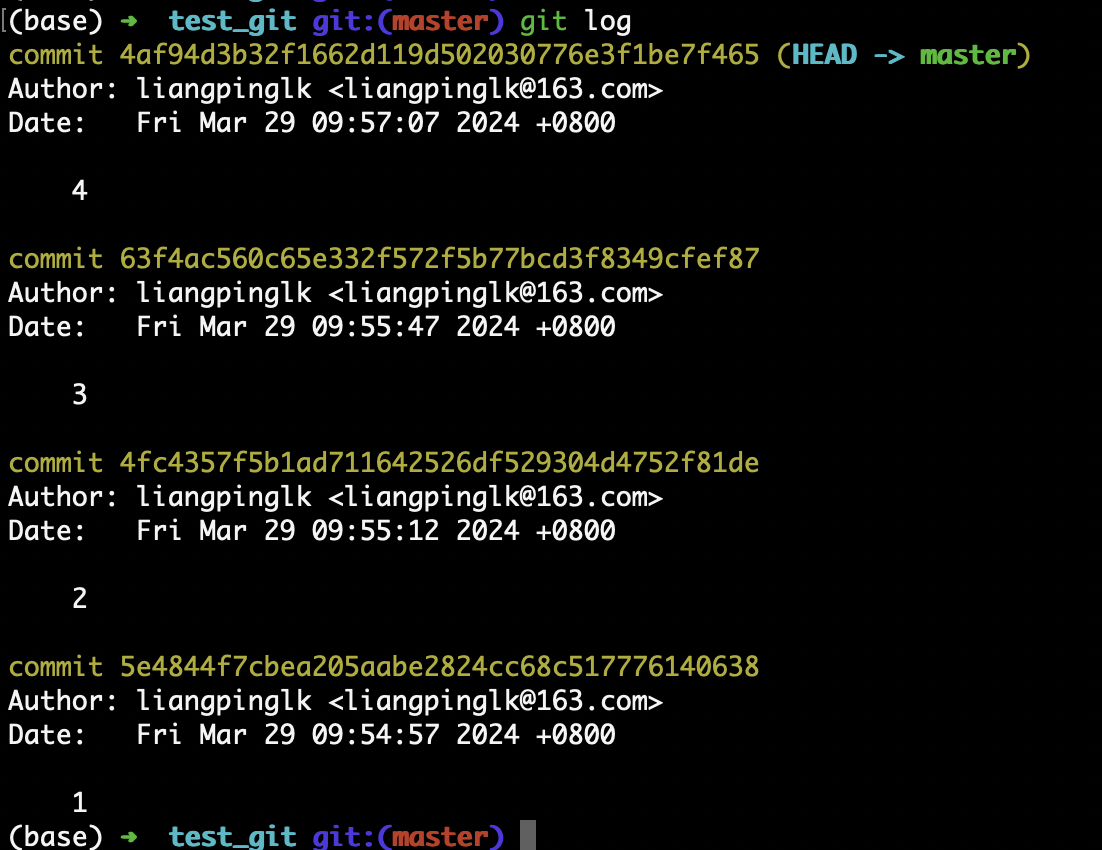 (base) ➜  test_git git:(master) git log
commit 4af94d3b32f1662d119d502030776e3f1be7f465 (HEAD -> master)
Author: liangpinglk <liangpinglk@163.com>
Date:   Fri Mar 29 09:57:07 2024 +0800
4
commit 63f4ac560c65e332f572f5b77bcd3f8349cfef87
Author: liangpinglk <liangpinglk@163.com>
Date:   Fri Mar 29 09:55:47 2024 +0800
3
commit 4fc4357f5b1ad711642526df529304d4752f81de
Author: liangpinglk <liangpinglk@163.com>
Date:   Fri Mar 29 09:55:12 2024 +0800
2
commit 5e4844f7cbea205aabe2824cc68c517776140638
Author: liangpinglk <liangpinglk@163.com>
Date:   Fri Mar 29 09:54:57 2024 +0800
1
(base) ➜  test_git git:(master)